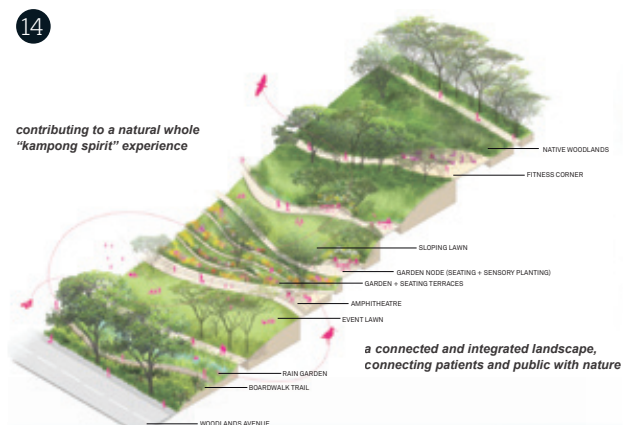 14
contributing to a natural whole
“kampong spirit” experience
NATIVE WOODLANDS
FITNESS CORNER
SLOPING LAWN
GARDEN NODE (SEATING + SENSORY PLANTING)
GARDEN + SEATING TERRACES
AMPHITHEATRE
EVENT LAWN
a connected and integrated landscape,
connecting patients and public with nature
RAIN GARDEN
BOARDWALK TRAIL
WOODLANDS AVENUE